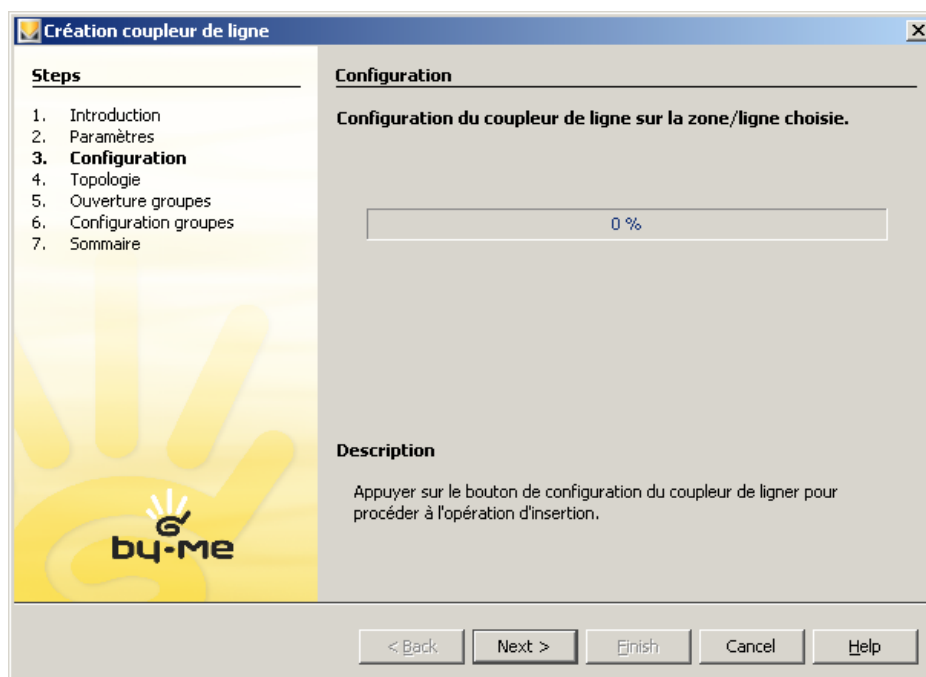 Création coupleur de ligne
Steps
1. Introduction
2. Paramètres
3. Configuration
4. Topologie
5. Ouverture groupes
6. Configuration groupes
7. Sommaire
by-me
Configuration
Configuration du coupleur de ligne sur la zone/ligne choisie.
0 %
Description
Appuyer sur le bouton de configuration du coupleur de ligner pour
procéder à l'opération d'insertion.
< Back
Next >
Finish
Cancel
Help